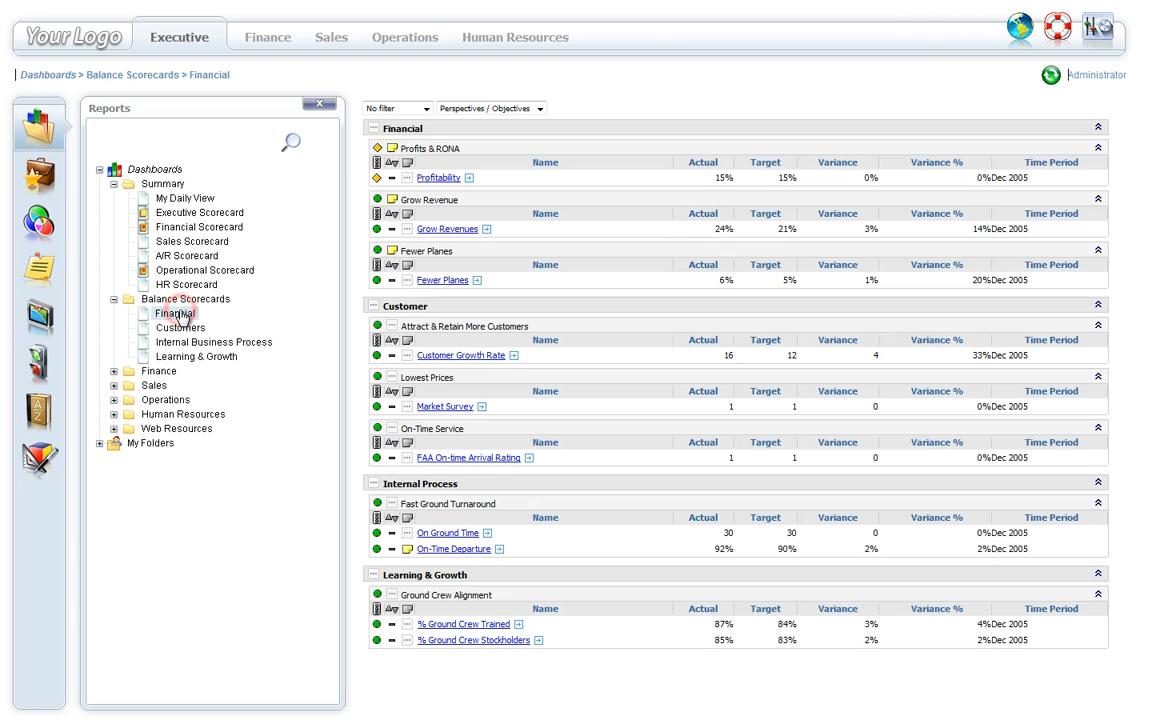 Your Logo
Executive
Finance
Sales
Operations
Human Resources
Dashboards > Balance Scorecards > Financial
Administrator
Reports
Dashboards
Summary
My Daily View
Executive Scorecard
Financial Scorecard
Sales Scorecard
A/R Scorecard
Operational Scorecard
HR Scorecard
Balance Scorecards
Financial
Customers
Internal Business Process
Learning & Growth
Finance
Sales
Operations
Human Resources
Web Resources
My Folders
No filter Perspectives / Objectives
Financial
Profits & RONA
Name Actual Target Variance Variance % Time Period
Profitability 15% 15% 0% 0%Dec 2005
Grow Revenue
Name Actual Target Variance Variance % Time Period
Grow Revenues 24% 21% 3% 14%Dec 2005
Fewer Planes
Name Actual Target Variance Variance % Time Period
Fewer Planes 6% 5% 1% 20%Dec 2005
Customer
Attract & Retain More Customers
Name Actual Target Variance Variance % Time Period
Customer Growth Rate 16 12 4 33%Dec 2005
Lowest Prices
Name Actual Target Variance Variance % Time Period
Market Survey 1 1 0 0%Dec 2005
On-Time Service
Name Actual Target Variance Variance % Time Period
FAA On-time Arrival Rating 1 1 0 0%Dec 2005
Internal Process
Fast Ground Turnaround
Name Actual Target Variance Variance % Time Period
On Ground Time 30 30 0 0%Dec 2005
On-Time Departure 92% 90% 2% 2%Dec 2005
Learning & Growth
Ground Crew Alignment
Name Actual Target Variance Variance % Time Period
% Ground Crew Trained 87% 84% 3% 4%Dec 2005
% Ground Crew Stockholders 85% 83% 2% 2%Dec 2005